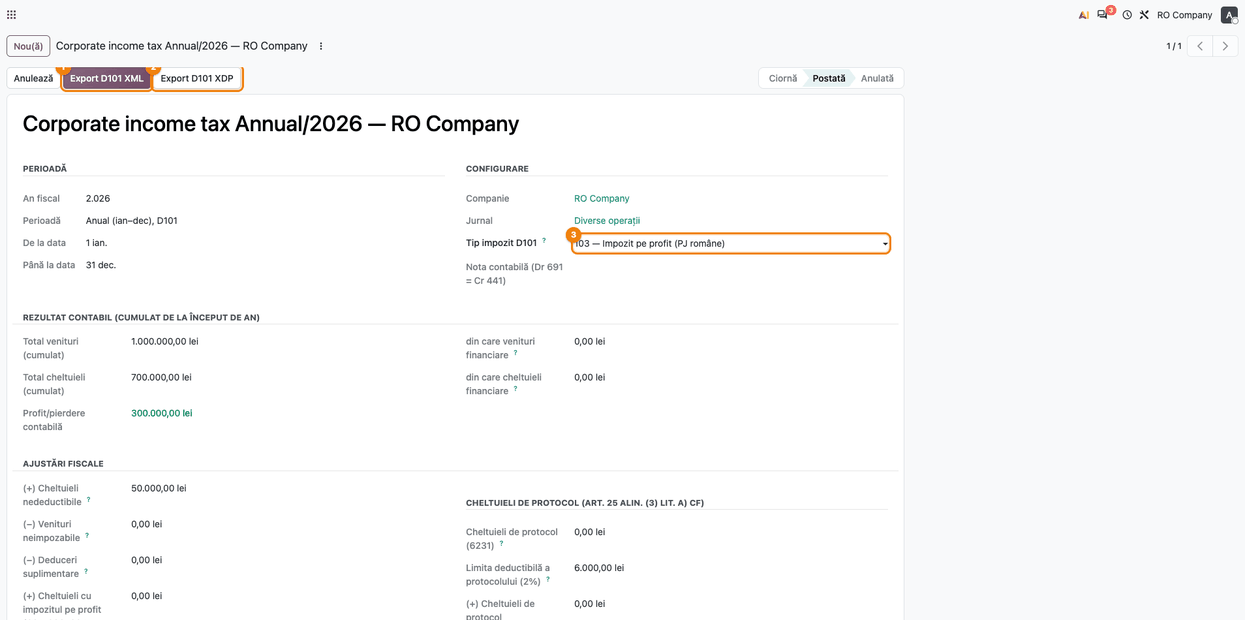 AI
3
RO Company
A
Nou(ă)
Corporate income tax Annual/2026 — RO Company
1 / 1
Anulează
1
Export D101 XML
2
Export D101 XDP
Ciornă
Postată
Anulată
Corporate income tax Annual/2026 — RO Company
PERIOADĂ
An fiscal
2.026
Perioadă
Anual (ian–dec), D101
De la data
1 ian.
Până la data
31 dec.
CONFIGURARE
Companie
RO Company
Jurnal
Diverse operații
Tip impozit D101 ?
3
103 — Impozit pe profit (PJ române)
Nota contabilă (Dr 691
= Cr 441)
REZULTAT CONTABIL (CUMULAT DE LA ÎNCEPUT DE AN)
Total venituri
(cumulat)
1.000.000,00 lei
Total cheltuieli
(cumulat)
700.000,00 lei
Profit/pierdere
contabilă
300.000,00 lei
din care venituri
financiare ?
0,00 lei
din care cheltuieli
financiare ?
0,00 lei
AJUSTĂRI FISCALE
(+) Cheltuieli
nedeductibile ?
50.000,00 lei
(−) Venituri
neimpozabile ?
0,00 lei
(−) Deduceri
suplimentare ?
0,00 lei
(+) Cheltuieli cu
impozitul pe profit
0,00 lei
CHELTUIELI DE PROTOCOL (ART. 25 ALIN. (3) LIT. A) CF)
Cheltuieli de protocol
(6231) ?
0,00 lei
Limita deductibilă a
protocolului (2%) ?
6.000,00 lei
(+) Cheltuieli de
protocol
0,00 lei